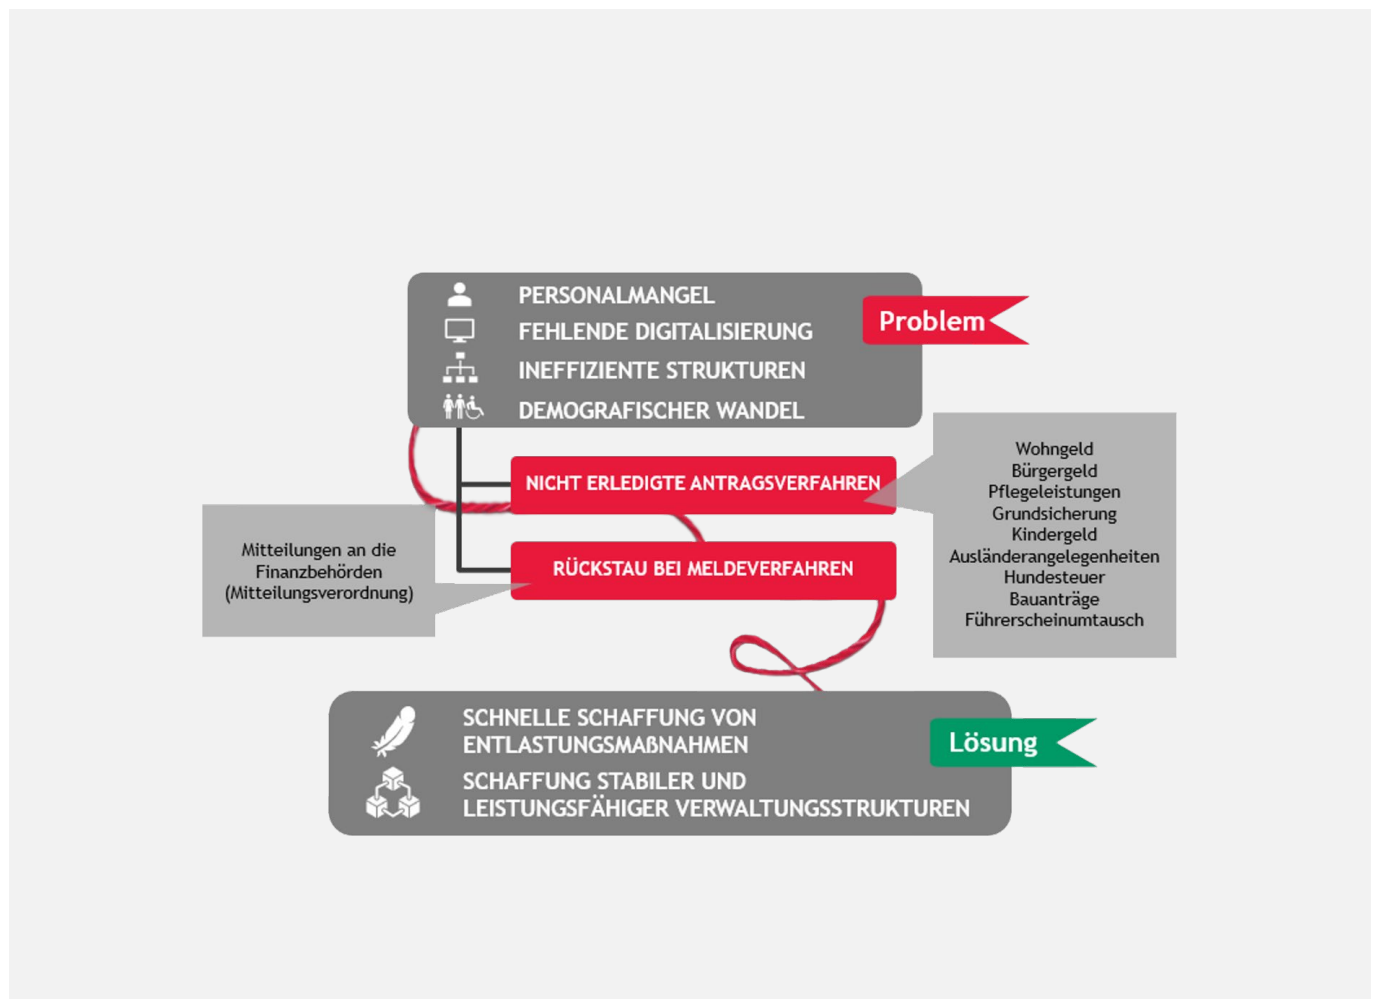 PERSONALMANGEL
FEHLENDE DIGITALISIERUNG
INEFFIZIENTE STRUKTUREN
DEMOGRAFISCHER WANDEL
Problem
NICHT ERLEDIGTE ANTRAGSVERFAHREN
Wohngeld
Bürgergeld
Pflegeleistungen
Grundsicherung
Kindergeld
Ausländerangelegenheiten
Hundesteuer
Bauanträge
Führerscheinumtausch
RÜCKSTAU BEI MELDEVERFAHREN
Mitteilungen an die
Finanzbehörden
(Mitteilungsverordnung)
SCHNELLE SCHAFFUNG VON
ENTLASTUNGSMAßNAHMEN
SCHAFFUNG STABILER UND
LEISTUNGSFÄHIGER VERWALTUNGSSTRUKTUREN
Lösung